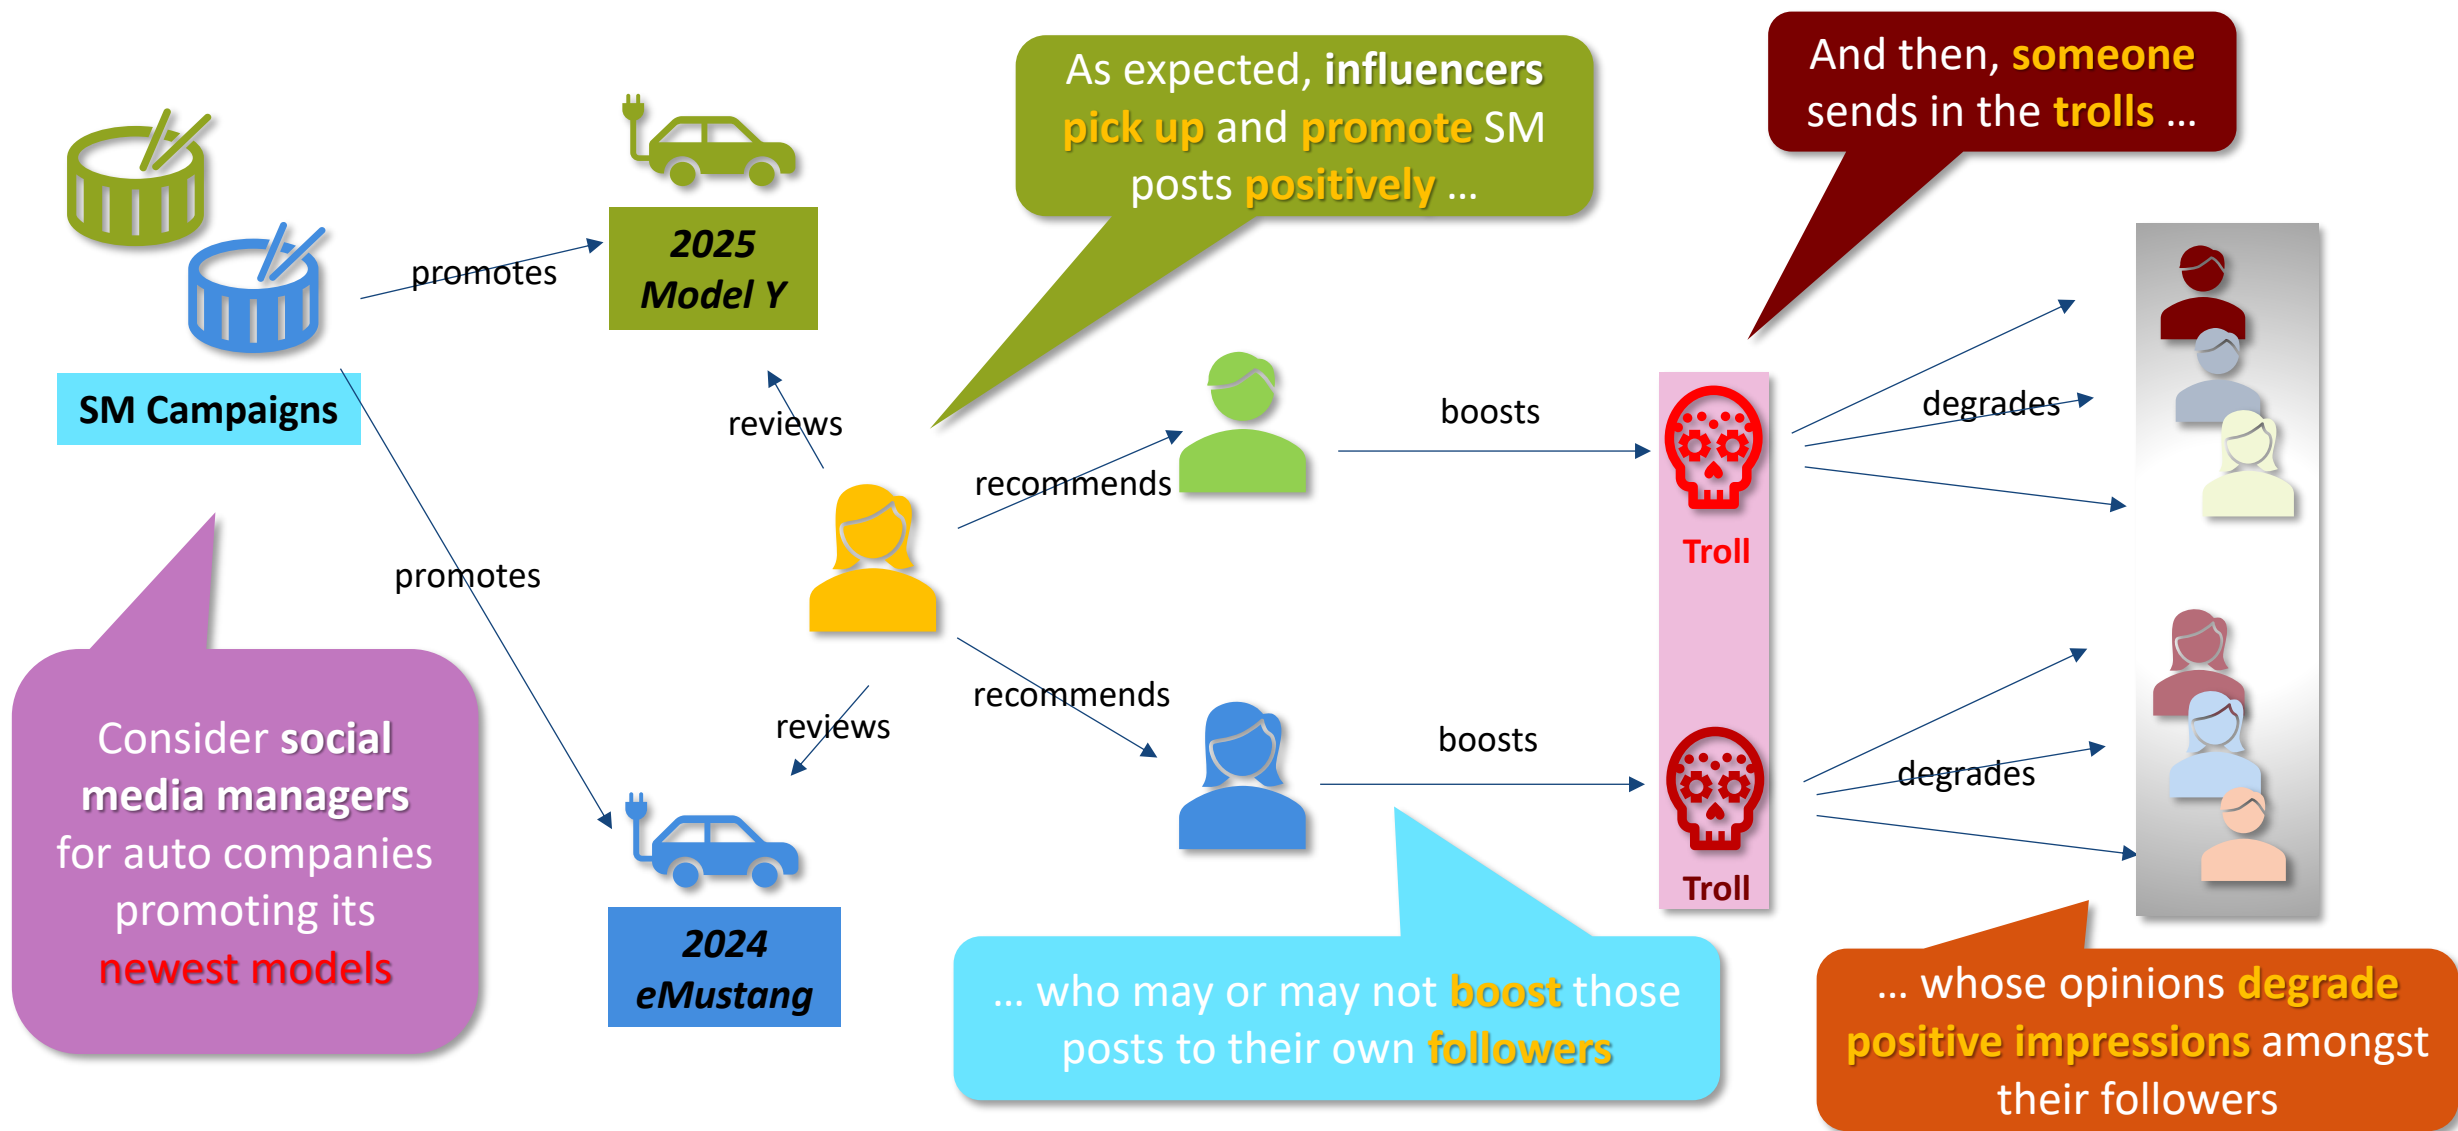 As expected, influencers
pick up and promote SM
posts positively ...
And then, someone
sends in the trolls ...
2025
Model Y
promotes
SM Campaigns
reviews
recommends
boosts
degrades
Troll
promotes
Consider social
media managers
for auto companies
promoting its
newest models
reviews
recommends
boosts
degrades
Troll
2024
eMustang
... who may or may not boost those
posts to their own followers
... whose opinions degrade
positive impressions amongst
their followers